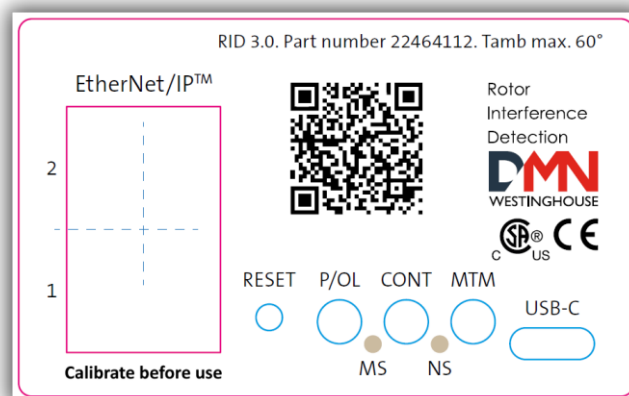 RID 3.0. Part number 22464112. Tamb max. 60°
EtherNet/IP™
2
1
Calibrate before use
Rotor
Interference
Detection
DMN
WESTINGHOUSE
C SA® US CE
RESET P/OL CONT MTM
USB-C
MS NS